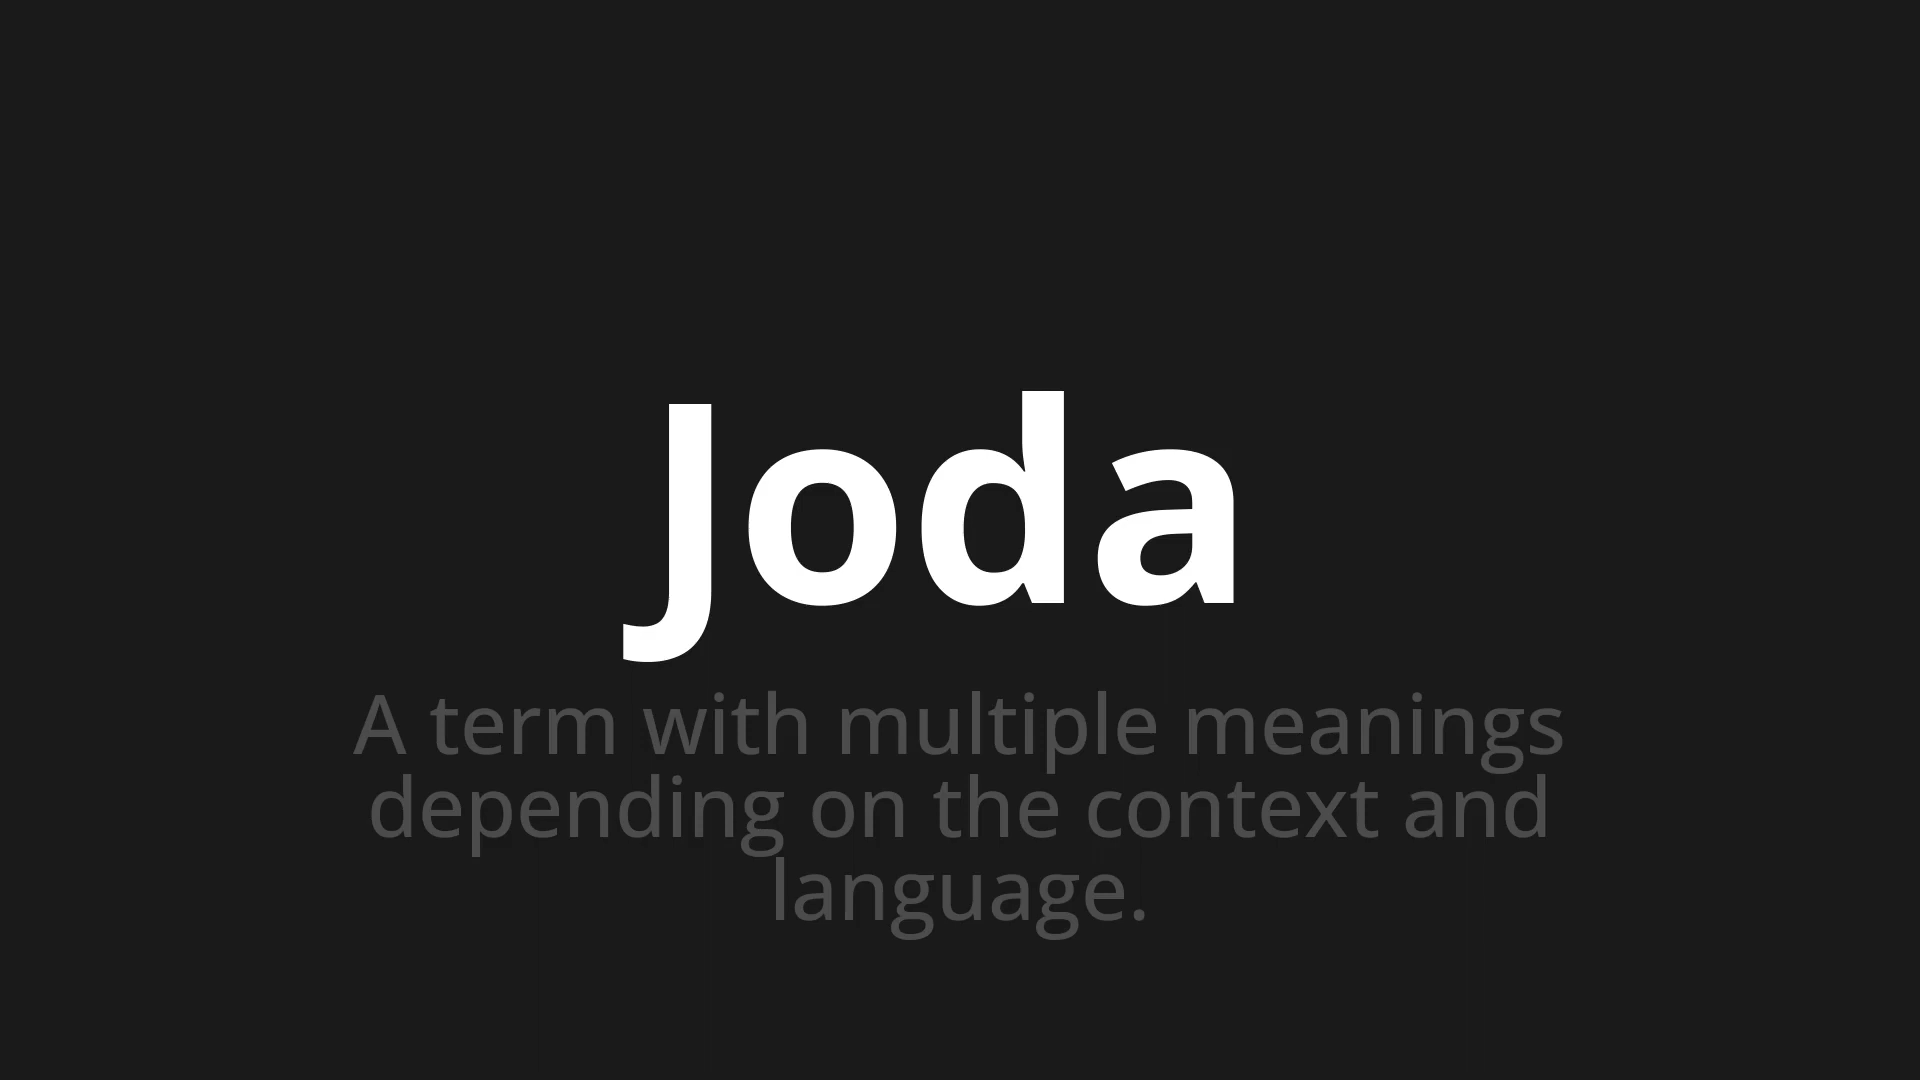 Joda
A term with multiple meanings
depending on the context and
language.